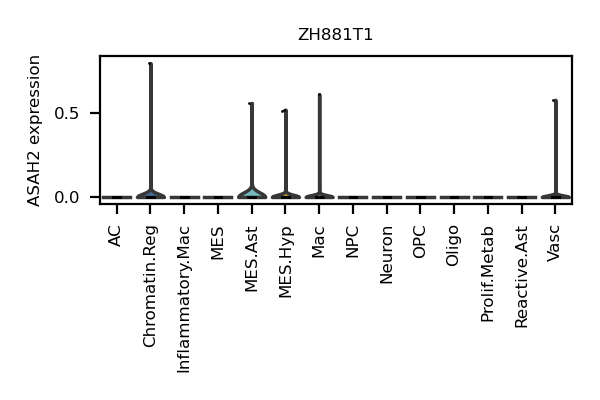 ZH881T1
ASAH2 expression
0.5
0.0
AC
Chromatin.Reg
Inflammatory.Mac
MES
MES.Ast
MES.Hyp
Mac
NPC
Neuron
OPC
Oligo
Prolif.Metab
Reactive.Ast
Vasc